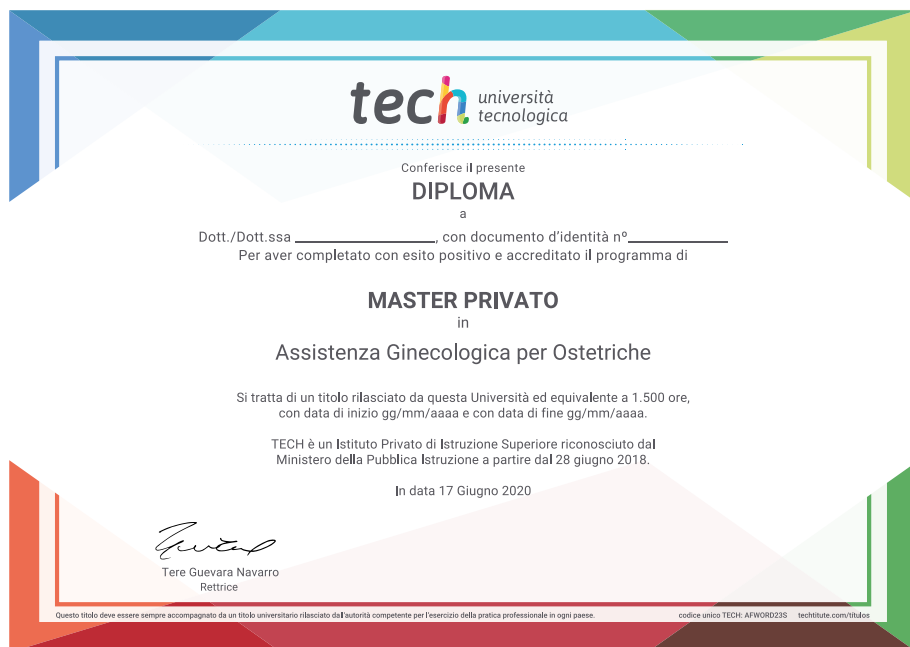 tech università
tecnologica
Conferisce il presente
DIPLOMA
a
Dott./Dott.ssa ____________________, con documento d'identità nº______________
Per aver completato con esito positivo e accreditato il programma di
MASTER PRIVATO
in
Assistenza Ginecologica per Ostetriche
Si tratta di un titolo rilasciato da questa Università ed equivalente a 1.500 ore,
con data di inizio gg/mm/aaaa e con data di fine gg/mm/aaaa.
TECH è un Istituto Privato di Istruzione Superiore riconosciuto dal
Ministero della Pubblica Istruzione a partire dal 28 giugno 2018.
In data 17 Giugno 2020
Tere Guevara Navarro
Rettrice
Questo titolo deve essere sempre accompagnato da un titolo universitario rilasciato dall'autorità competente per l'esercizio della pratica professionale in ogni paese. codice unico TECH: AFWORD23S techtitute.com/titulos